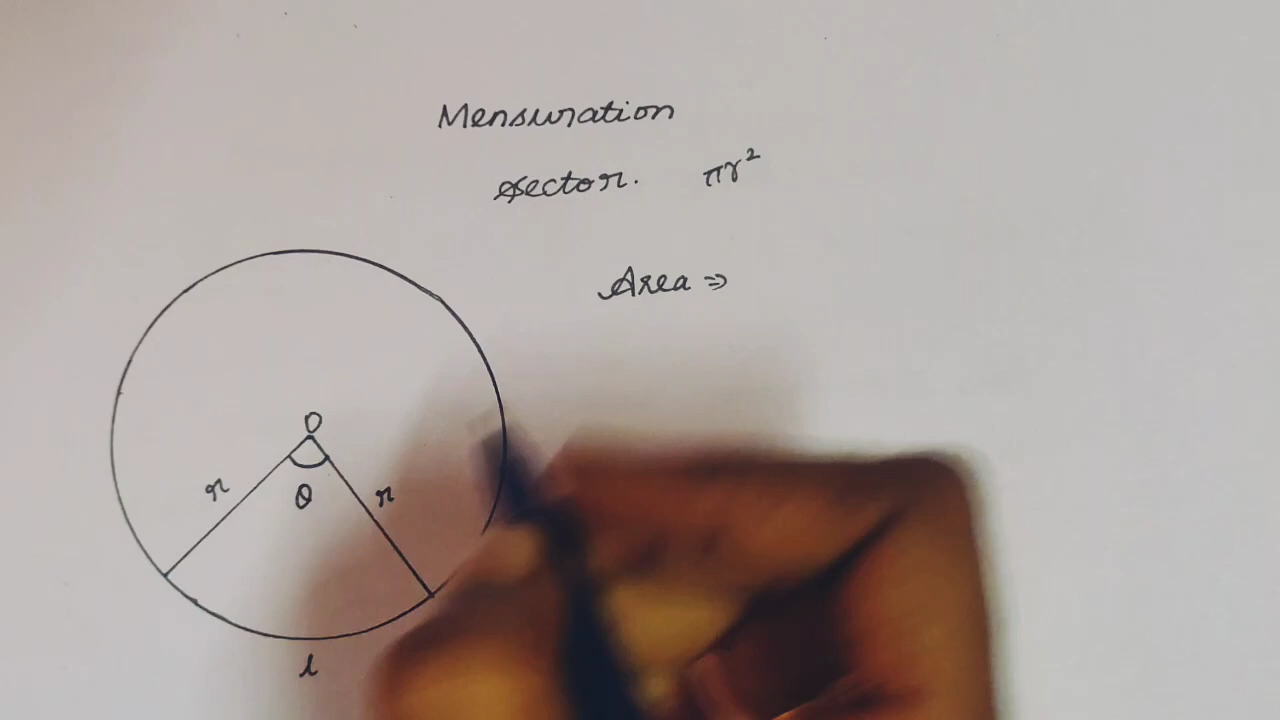 Mensuration
Sector. πr²
Area ⇒
O
r θ r
l